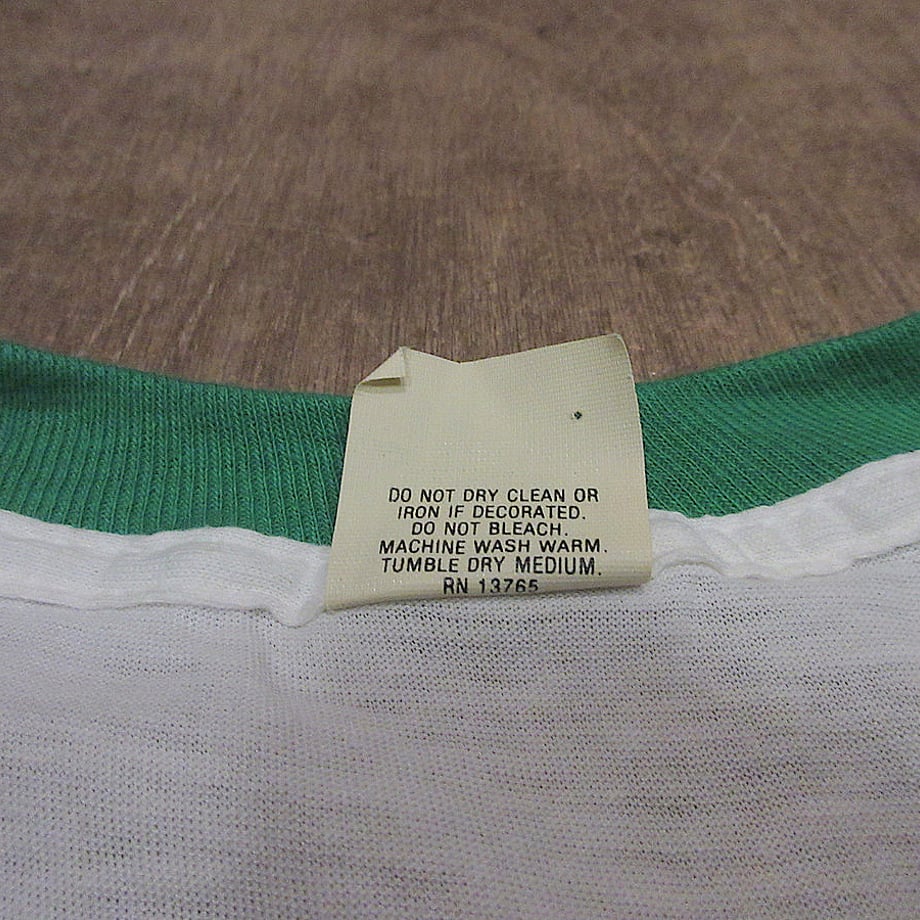 DO NOT DRY CLEAN OR
IRON IF DECORATED.
DO NOT BLEACH.
MACHINE WASH WARM.
TUMBLE DRY MEDIUM.
RN 13765